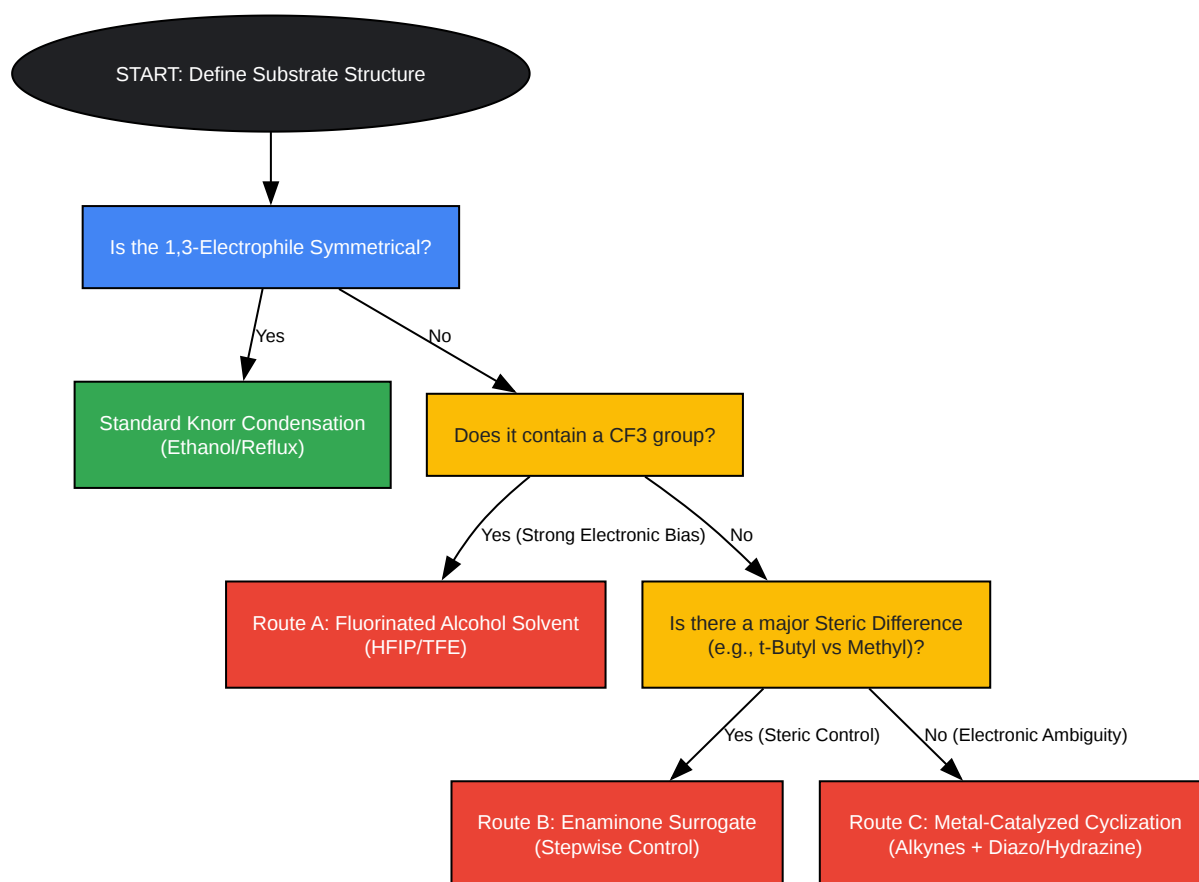 START: Define Substrate Structure
Is the 1,3-Electrophile Symmetrical?
Yes
No
Standard Knorr Condensation
(Ethanol/Reflux)
Does it contain a CF3 group?
Yes (Strong Electronic Bias)
No
Route A: Fluorinated Alcohol Solvent
(HFIP/TFE)
Is there a major Steric Difference
(e.g., t-Butyl vs Methyl)?
Yes (Steric Control)
No (Electronic Ambiguity)
Route B: Enaminone Surrogate
(Stepwise Control)
Route C: Metal-Catalyzed Cyclization
(Alkynes + Diazo/Hydrazine)